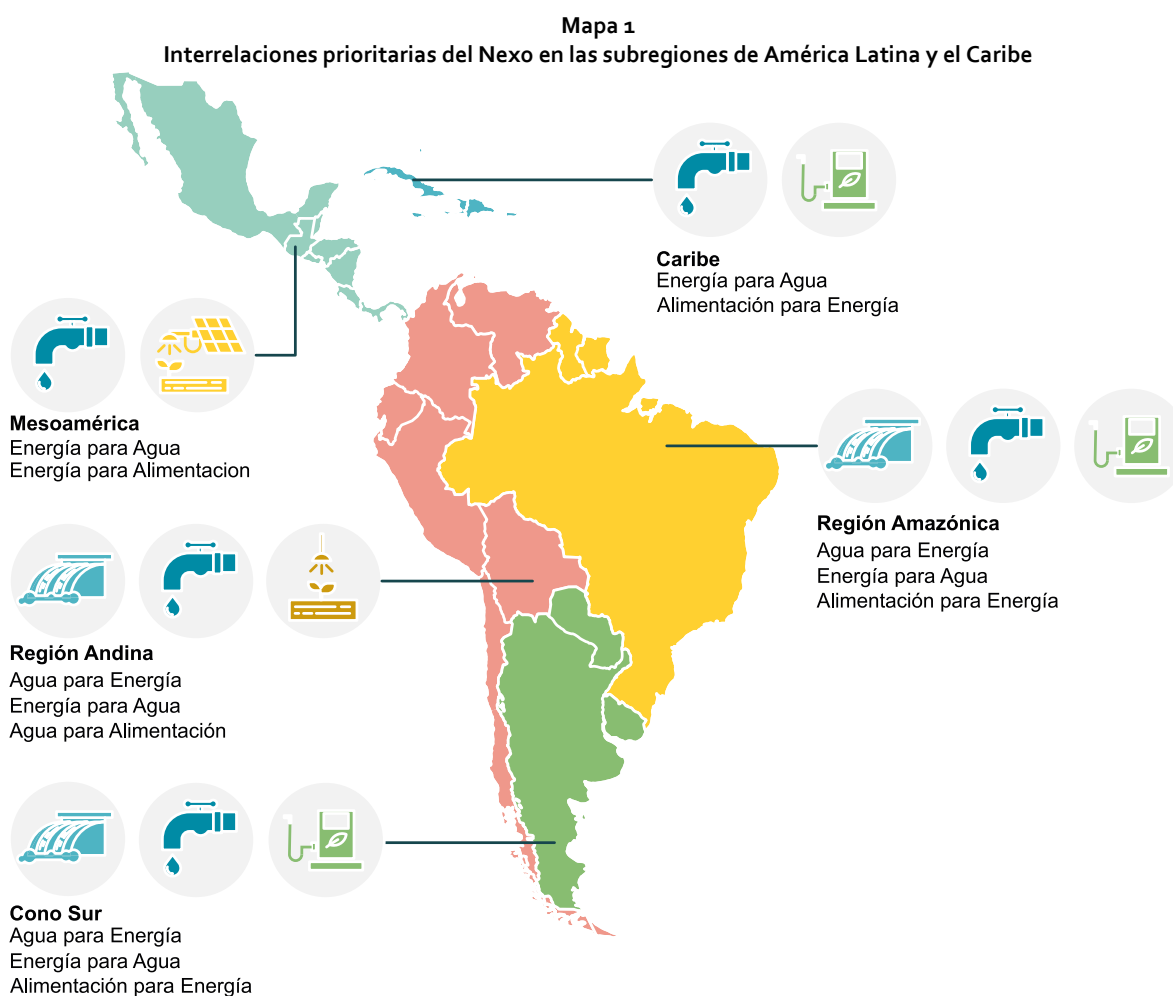 Mapa 1
Interrelaciones prioritarias del Nexo en las subregiones de América Latina y el Caribe
Caribe
Energía para Agua
Alimentación para Energía
Mesoamérica
Energía para Agua
Energía para Alimentacion
Región Amazónica
Agua para Energía
Energía para Agua
Alimentación para Energía
Región Andina
Agua para Energía
Energía para Agua
Agua para Alimentación
Cono Sur
Agua para Energía
Energía para Agua
Alimentación para Energía